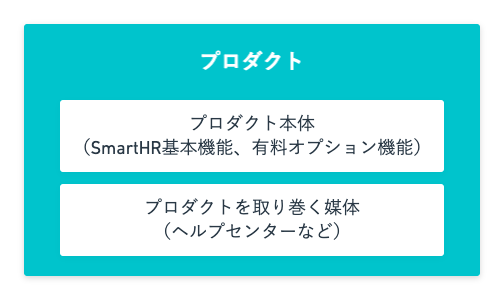 プロダクト
プロダクト本体
（SmartHR基本機能、有料オプション機能）
プロダクトを取り巻く媒体
（ヘルプセンターなど）